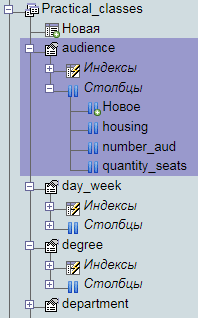 Practical_classes
Новая
audience
Индексы
Столбцы
Новое
housing
number_aud
quantity_seats
day_week
Индексы
Столбцы
degree
Индексы
Столбцы
department